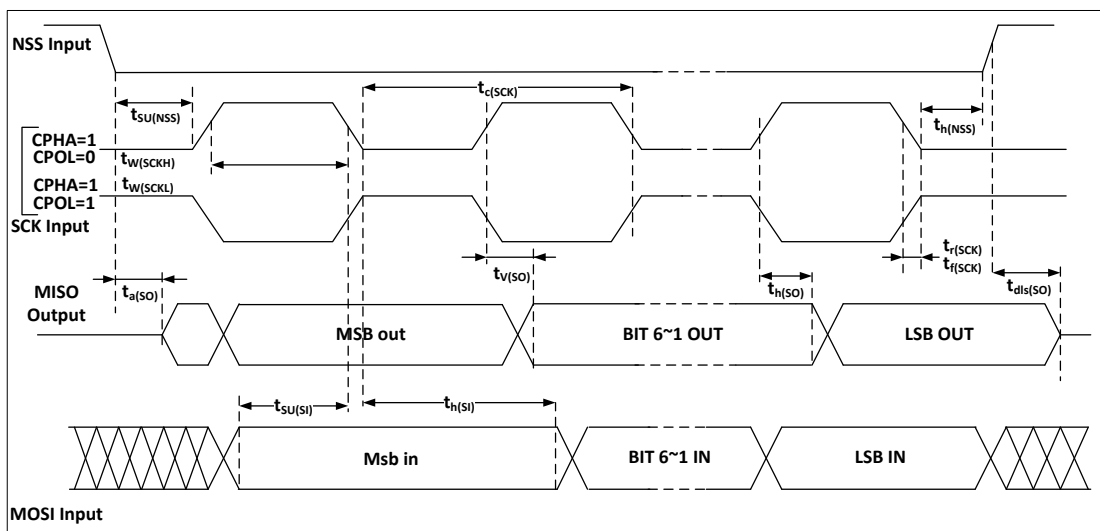 NSS Input
tc(SCK)
tSU(NSS)
th(NSS)
CPHA=1
CPOL=0
tW(SCKH)
CPHA=1
tW(SCKL)
CPOL=1
SCK Input
tr(SCK)
tV(SO)
tf(SCK)
ta(SO)
th(SO)
tdIs(SO)
MISO
Output
MSB out
BIT 6~1 OUT
LSB OUT
tSU(SI)
th(SI)
Msb in
BIT 6~1 IN
LSB IN
MOSI Input